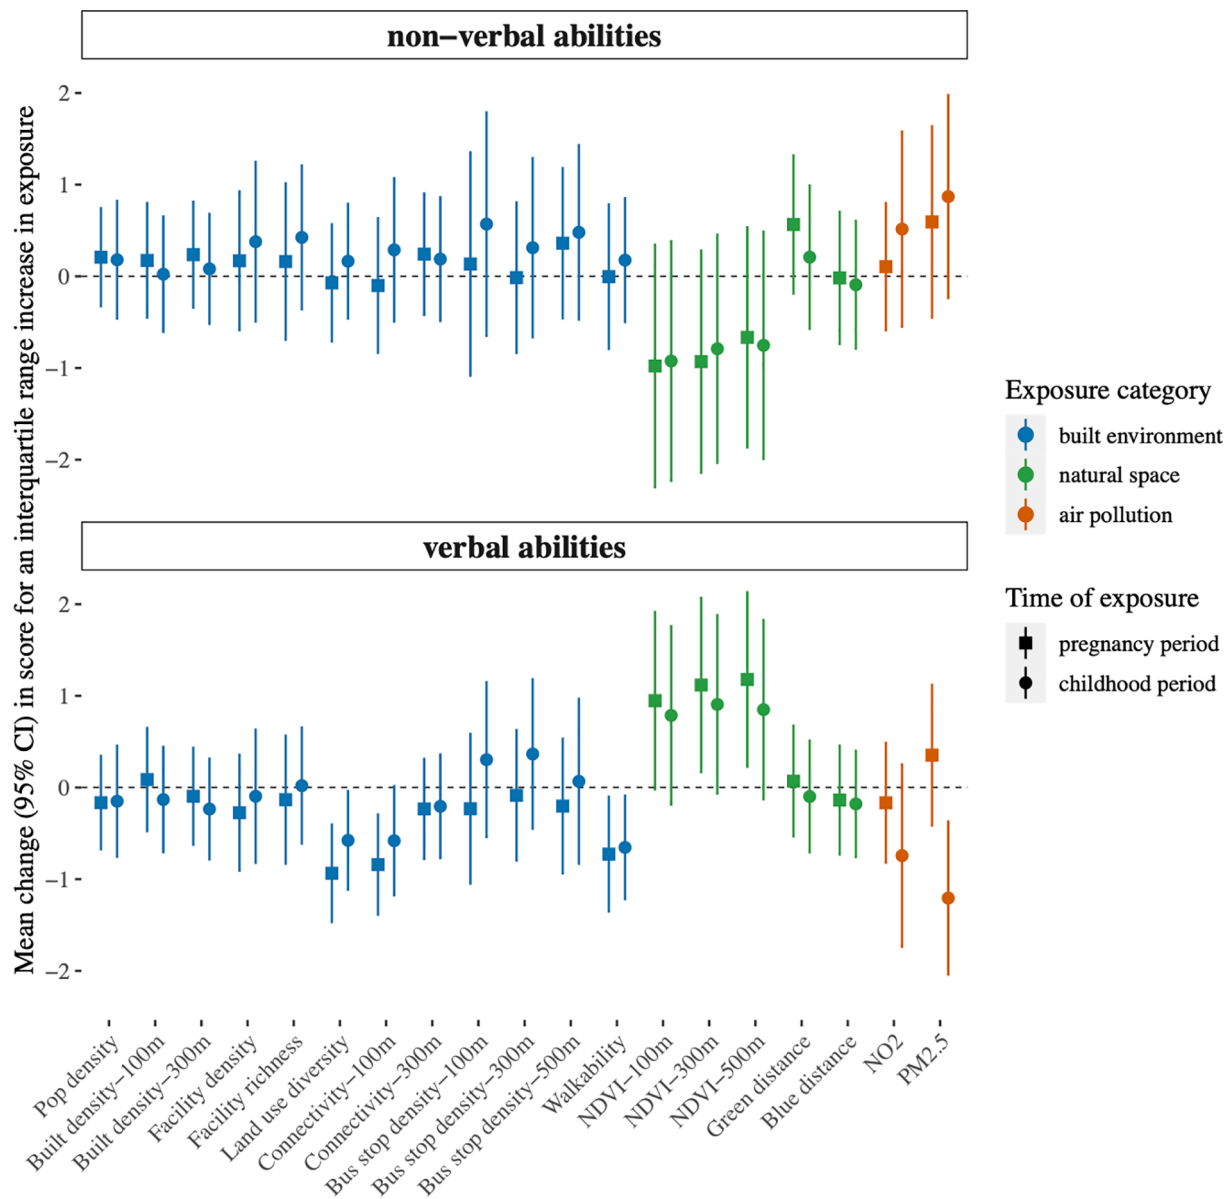 non−verbal abilities
Mean change (95% CI) in score for an interquartile range increase in exposure
2
1
0
−1
−2
verbal abilities
2
1
0
−1
−2
Pop density
Built density−100m
Built density−300m
Facility density
Facility richness
Land use diversity
Connectivity−100m
Connectivity−300m
Bus stop density−100m
Bus stop density−300m
Bus stop density−500m
Walkability
NDVI−100m
NDVI−300m
NDVI−500m
Green distance
Blue distance
NO2
PM2.5
Exposure category
built environment
natural space
air pollution
Time of exposure
pregnancy period
childhood period